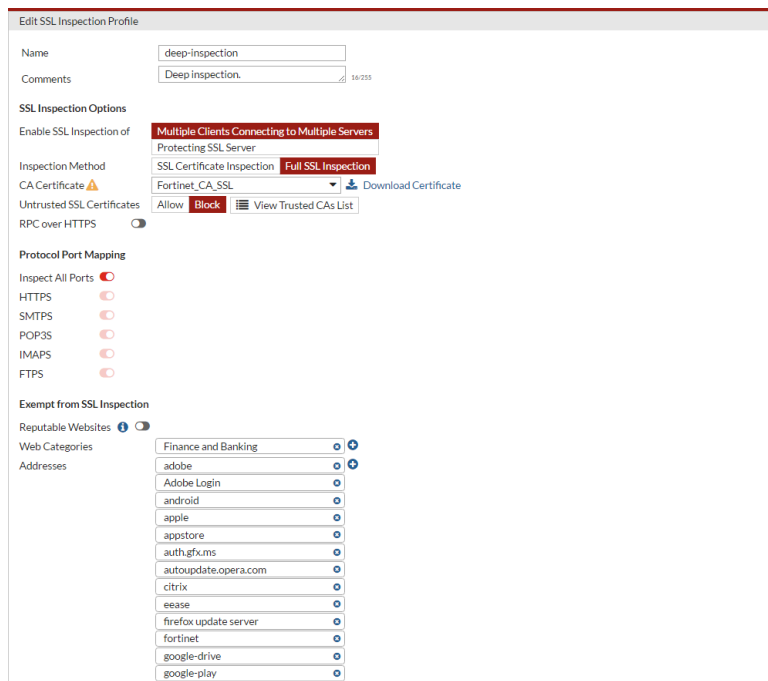 Edit SSL Inspection Profile
Name deep-inspection
Comments Deep inspection. 16/255
SSL Inspection Options
Enable SSL Inspection of Multiple Clients Connecting to Multiple Servers
Protecting SSL Server
Inspection Method SSL Certificate Inspection Full SSL Inspection
CA Certificate Fortinet_CA_SSL Download Certificate
Untrusted SSL Certificates Allow Block View Trusted CAs List
RPC over HTTPS
Protocol Port Mapping
Inspect All Ports
HTTPS
SMTPS
POP3S
IMAPS
FTPS
Exempt from SSL Inspection
Reputable Websites
Web Categories Finance and Banking
Addresses adobe
Adobe Login
android
apple
appstore
auth.gfx.ms
autoupdate.opera.com
citrix
eease
firefox update server
fortinet
google-drive
google-play